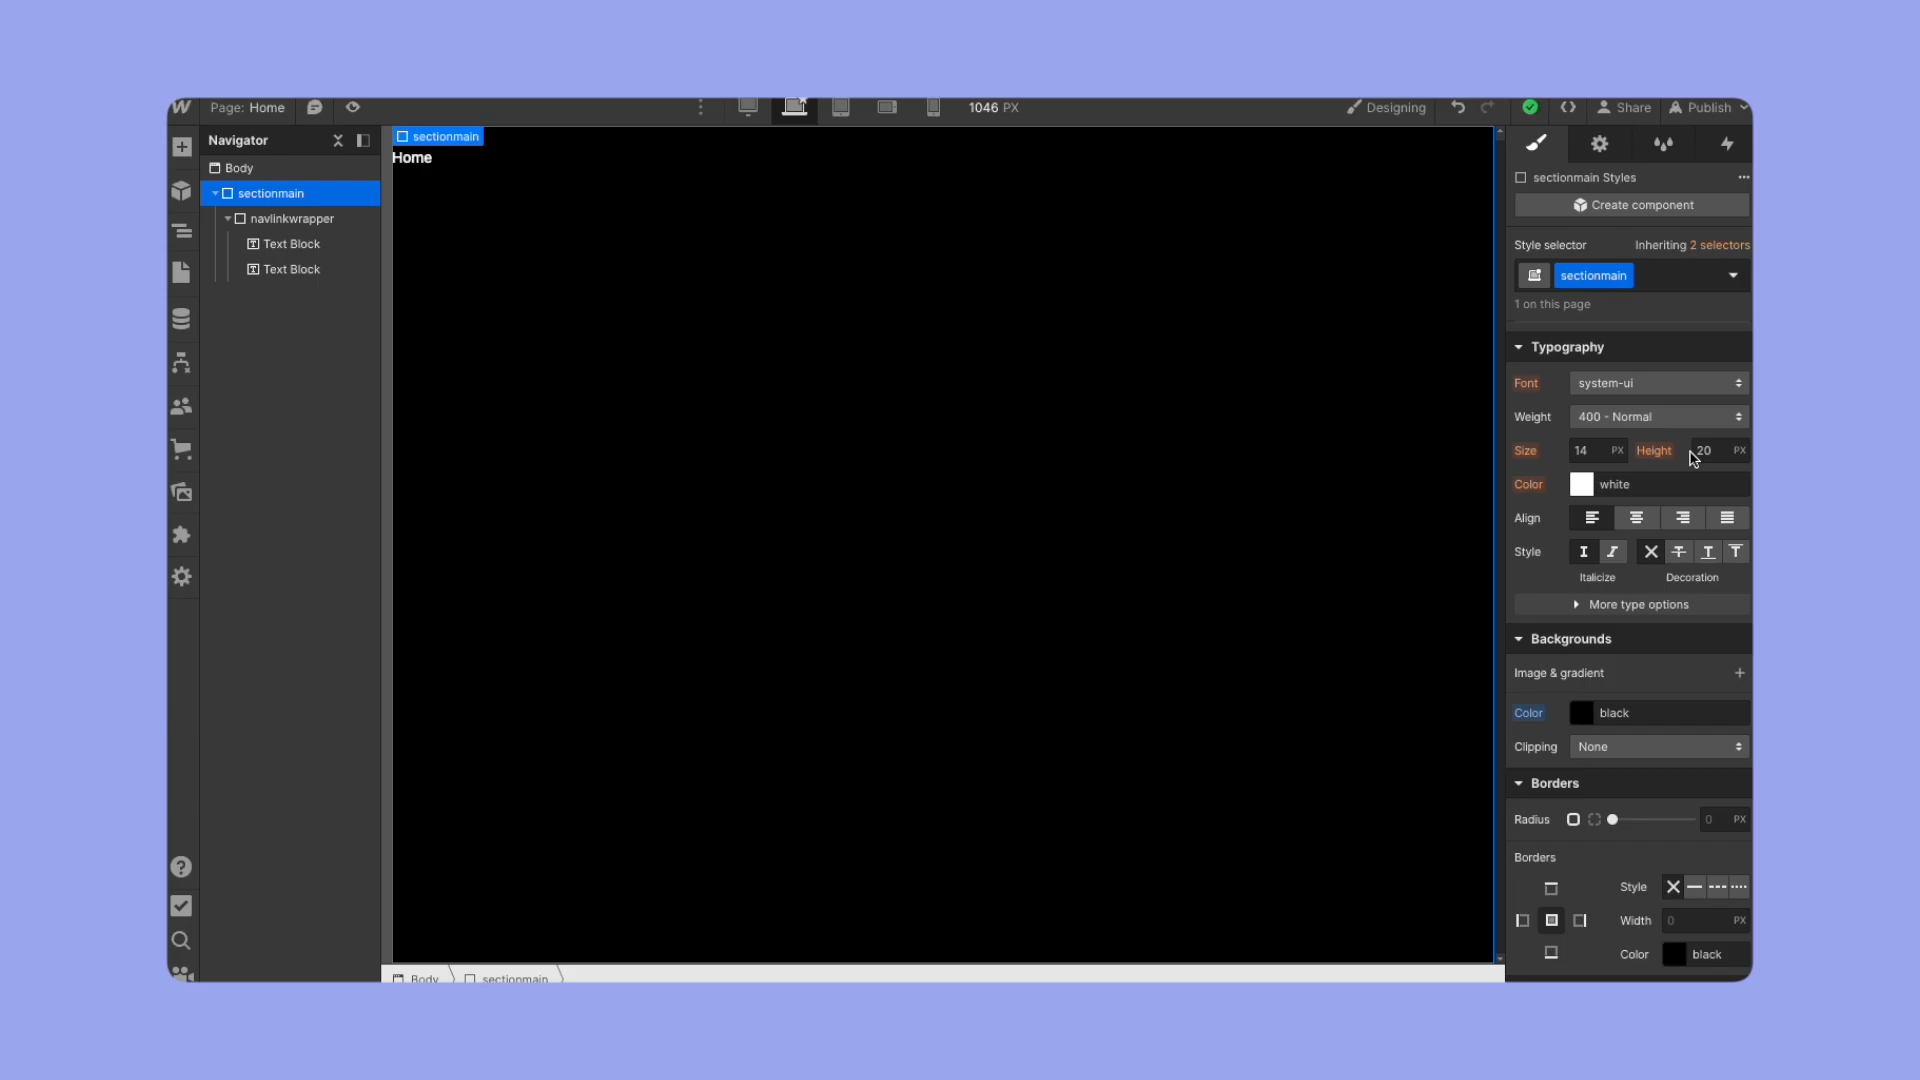 Page: Home
1046 PX
Designing
Share
Publish
Navigator
Body
sectionmain
navlinkwrapper
Text Block
Text Block
sectionmain
Home
Body
sectionmain
sectionmain Styles
Create component
Style selector
Inheriting 2 selectors
sectionmain
1 on this page
Typography
Font
system-ui
Weight
400 - Normal
Size
14 PX
Height
20 PX
Color
white
Align
Style
Italicize
Decoration
More type options
Backgrounds
Image & gradient
Color
black
Clipping
None
Borders
Radius
0 PX
Borders
Style
Width
0 PX
Color
black